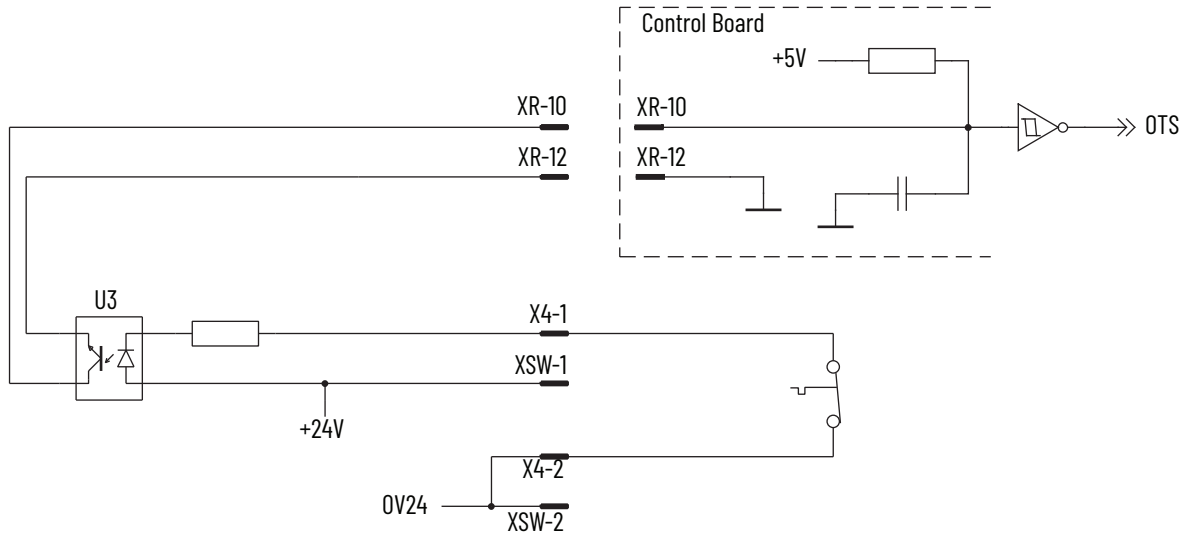 Control Board
+5V
XR-10
XR-10
OTS
XR-12
XR-12
U3
X4-1
XSW-1
+24V
X4-2
0V24
XSW-2